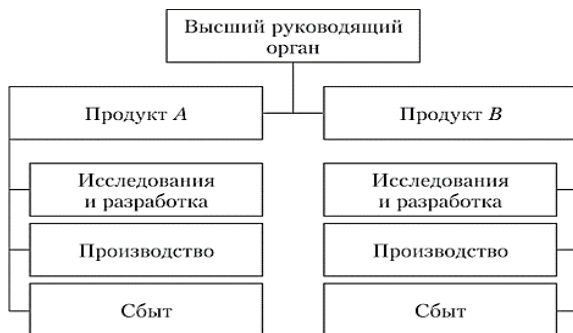 Высший руководящий
орган
Продукт A
Продукт B
Исследования
и разработка
Исследования
и разработка
Производство
Производство
Сбыт
Сбыт